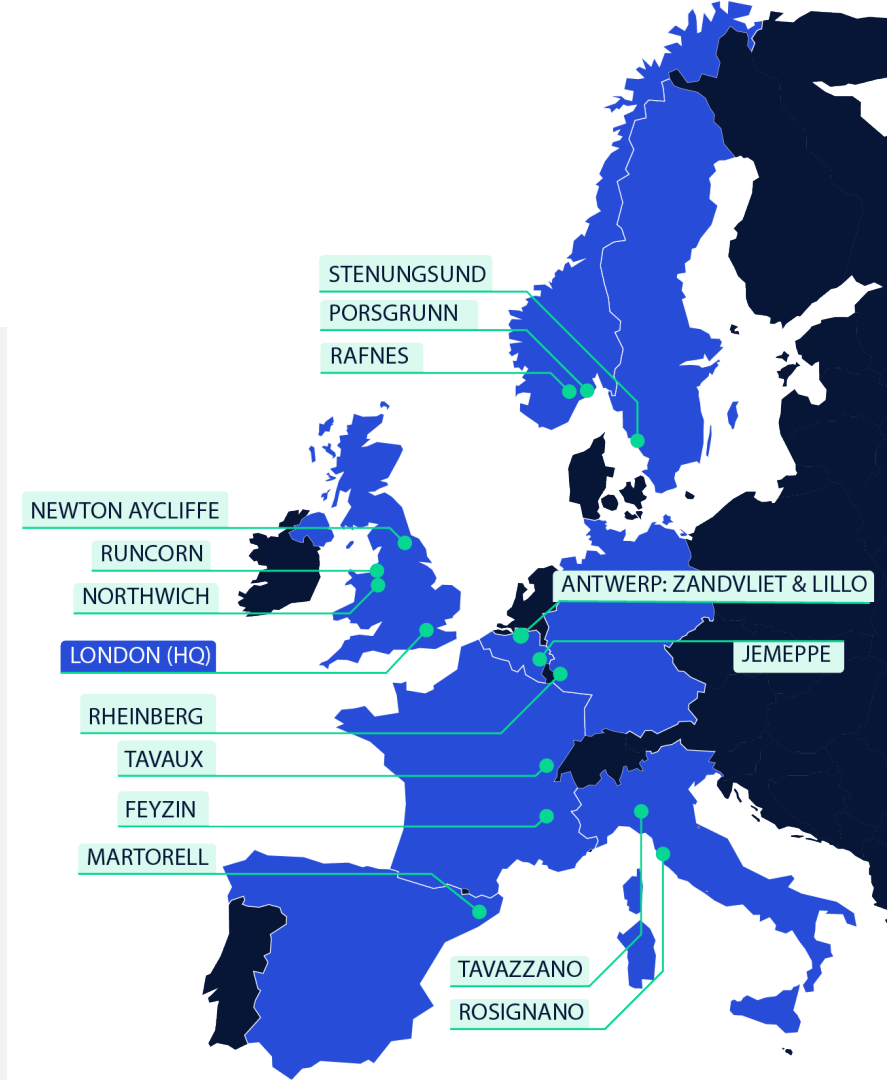 STENUNGSUND
PORSGRUNN
RAFNES
NEWTON AYCLIFFE
RUNCORN
ANTWERP: ZANDVLIET & LILLO
NORTHWICH
LONDON (HQ)
JEMEPPE
RHEINBERG
TAVAUX
FEYZIN
MARTORELL
TAVAZZANO
ROSIGNANO